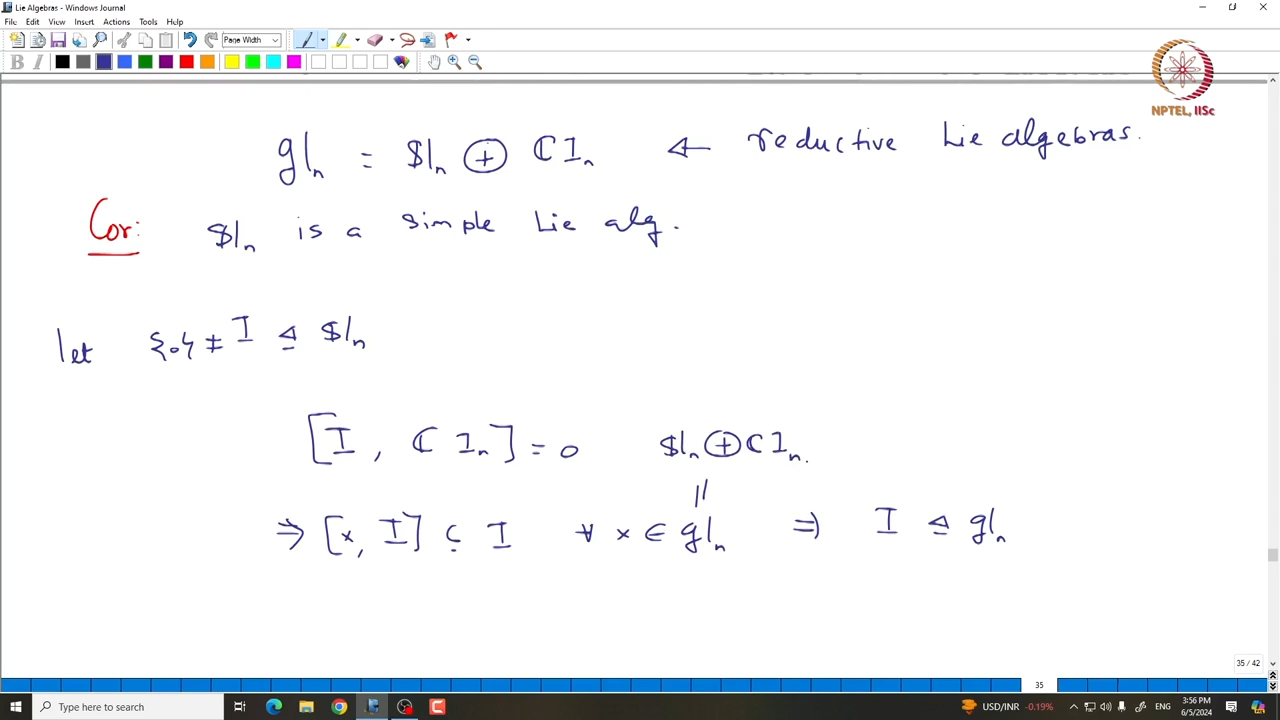 Lie Algebras - Windows Journal
File Edit View Insert Actions Tools Help
Page Width
B I
NPTEL, IISc
gl_n = sl_n ⊕ ℂI_n ← reductive Lie algebras.
Cor: sl_n is a simple Lie alg.
let {0} ≠ I ⊴ sl_n
[I, ℂ I_n] = 0 sl_n ⊕ ℂ I_n.
||
⇒ [x, I] ⊆ I ∀ x ∈ gl_n ⇒ I ⊴ gl_n
35 / 42
35
Type here to search
USD/INR -0.19%
ENG
3:56 PM
6/5/2024